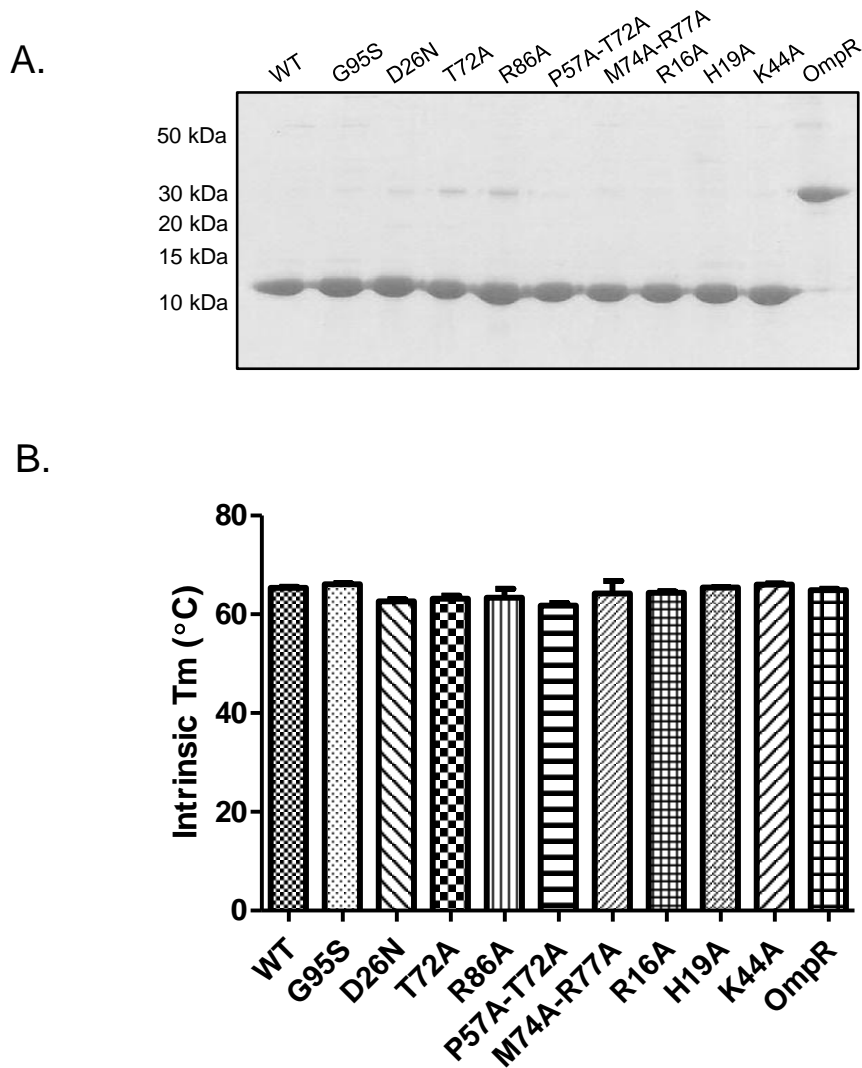 A.
WT G95S D26N T72A R86A P57A-T72A M74A-R77A R16A H19A K44A OmpR
50 kDa
30 kDa
20 kDa
15 kDa
10 kDa
B.
Intrinsic Tm (°C)
80
60
40
20
0
WT G95S D26N T72A R86A P57A-T72A M74A-R77A R16A H19A K44A OmpR